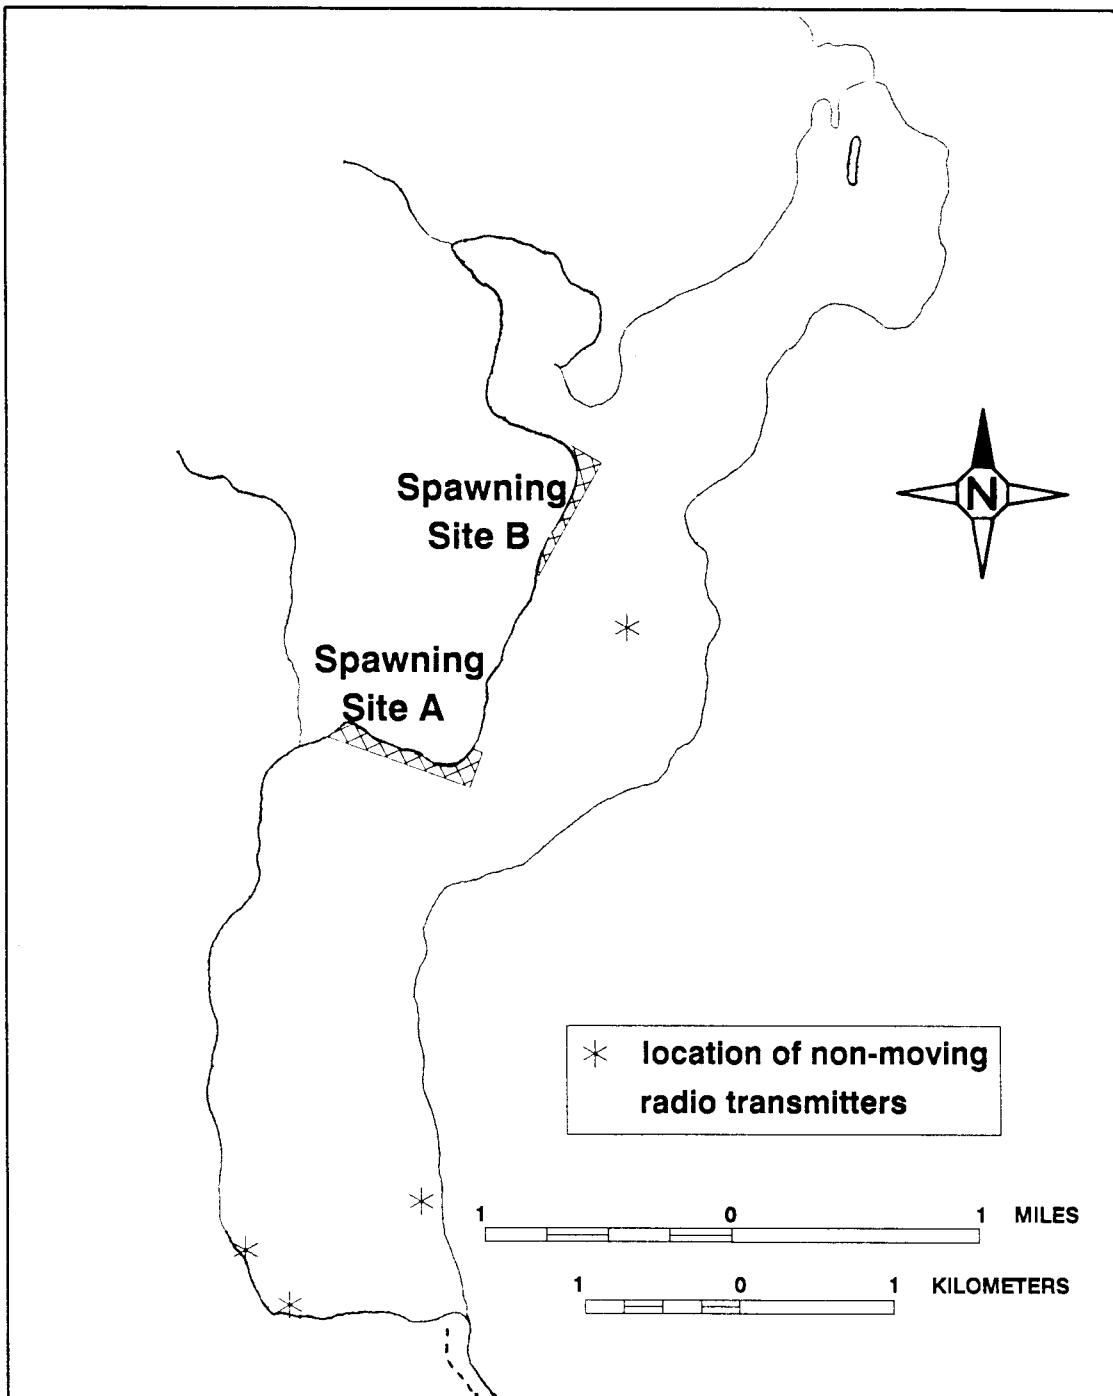 Spawning
Site B
N
Spawning
Site A
location of non-moving
radio transmitters
1 0 1 MILES
1 0 1 KILOMETERS